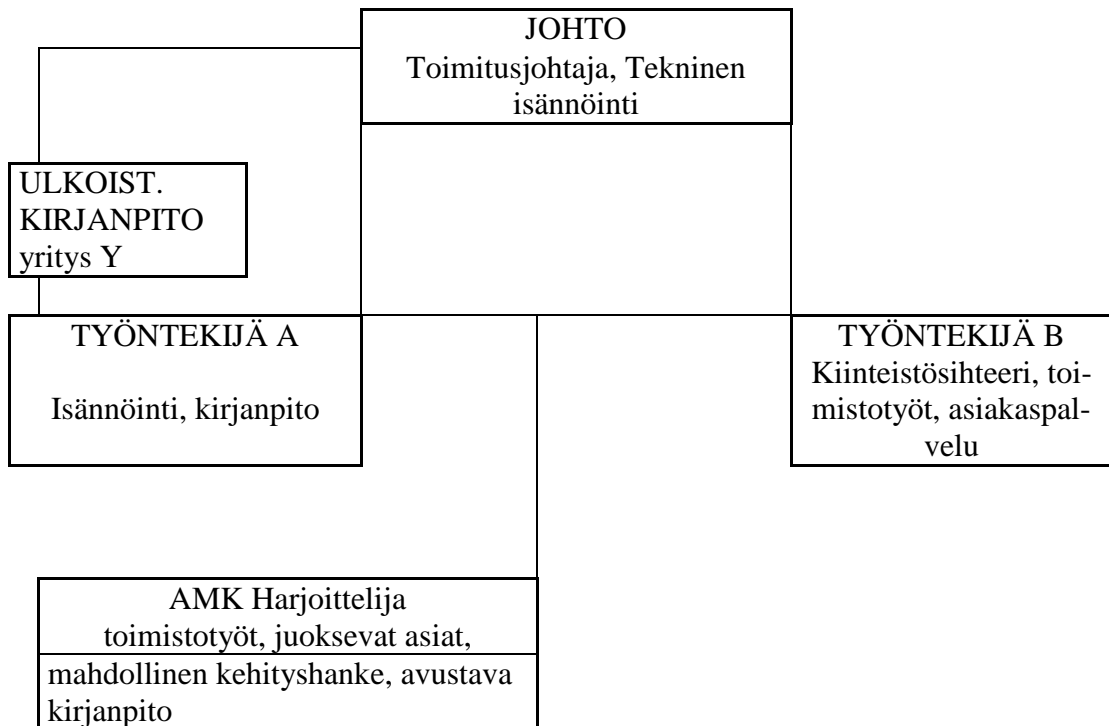 JOHTO
Toimitusjohtaja, Tekninen
isännöinti
ULKOIST.
KIRJANPITO
yritys Y
TYÖNTEKIJÄ A
Isännöinti, kirjanpito
TYÖNTEKIJÄ B
Kiinteistösihteeri, toi-
mistotyöt, asiakaspal-
velu
AMK Harjoittelija
toimistotyöt, juoksevat asiat,
mahdollinen kehityshanke, avustava
kirjanpito